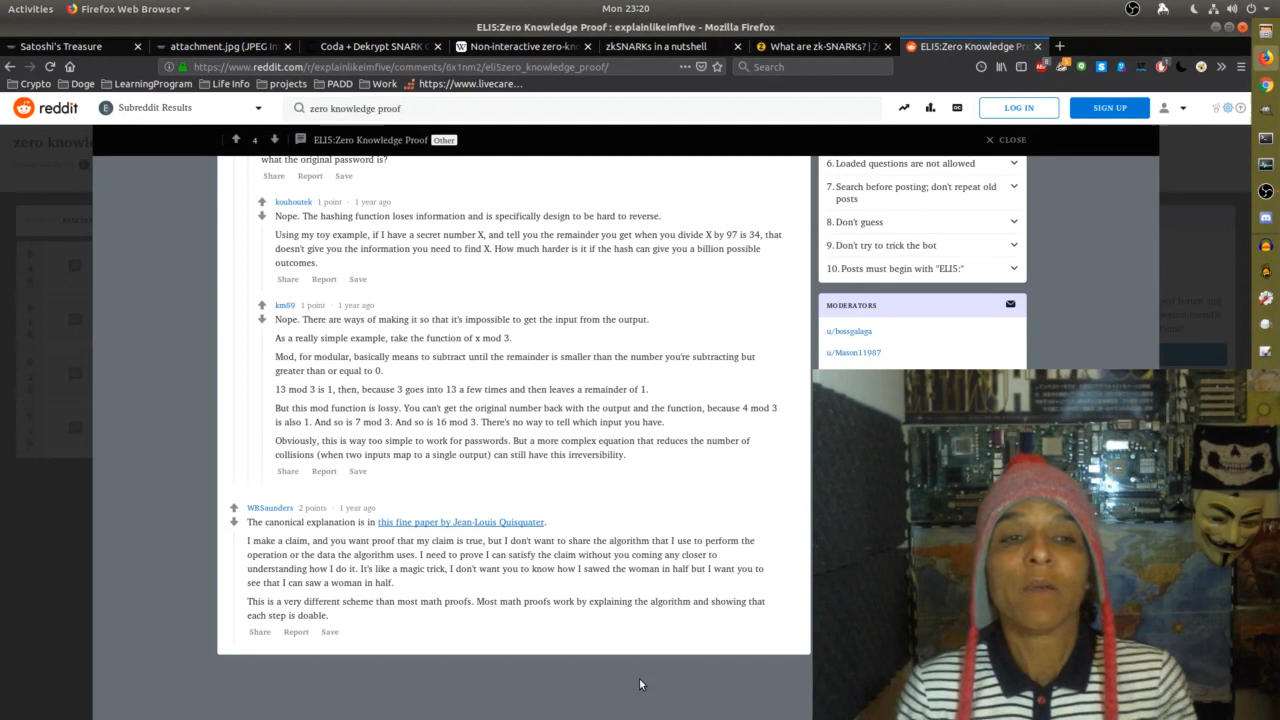 Activities
Firefox Web Browser
Mon 23:20
ELI5:Zero Knowledge Proof : explainlikeimfive - Mozilla Firefox
Satoshi's Treasure
attachment.jpg (JPEG Im
Coda + Dekrypt SNARK C
Non-interactive zero-kn
zkSNARKs in a nutshell
What are zk-SNARKs? | Z
ELI5:Zero Knowledge Pro
https://www.reddit.com/r/explainlikeimfive/comments/6x1nm2/eli5zero_knowledge_proof/
Search
Crypto
Doge
LearningProgram
Life Info
projects
PADD
Work
https://www.livecare...
reddit
Subreddit Results
zero knowledge proof
LOG IN
SIGN UP
4
ELI5:Zero Knowledge Proof
Other
CLOSE
zero knowle
what the original password is?
Share Report Save
kouhoutek 1 point · 1 year ago
Nope. The hashing function loses information and is specifically design to be hard to reverse.
Using my toy example, if I have a secret number X, and tell you the remainder you get when you divide X by 97 is 34, that
doesn't give you the information you need to find X. How much harder is it if the hash can give you a billion possible
outcomes.
Share Report Save
km89 1 point · 1 year ago
Nope. There are ways of making it so that it's impossible to get the input from the output.
As a really simple example, take the function of x mod 3.
Mod, for modular, basically means to subtract until the remainder is smaller than the number you're subtracting but
greater than or equal to 0.
13 mod 3 is 1, then, because 3 goes into 13 a few times and then leaves a remainder of 1.
But this mod function is lossy. You can't get the original number back with the output and the function, because 4 mod 3
is also 1. And so is 7 mod 3. And so is 16 mod 3. There's no way to tell which input you have.
Obviously, this is way too simple to work for passwords. But a more complex equation that reduces the number of
collisions (when two inputs map to a single output) can still have this irreversibility.
Share Report Save
WRSaunders 2 points · 1 year ago
The canonical explanation is in this fine paper by Jean-Louis Quisquater.
I make a claim, and you want proof that my claim is true, but I don't want to share the algorithm that I use to perform the
operation or the data the algorithm uses. I need to prove I can satisfy the claim without you coming any closer to
understanding how I do it. It's like a magic trick, I don't want you to know how I sawed the woman in half but I want you to
see that I can saw a woman in half.
This is a very different scheme than most math proofs. Most math proofs work by explaining the algorithm and showing that
each step is doable.
Share Report Save
6. Loaded questions are not allowed
7. Search before posting; don't repeat old
posts
8. Don't guess
9. Don't try to trick the bot
10. Posts must begin with "ELI5:"
MODERATORS
u/bossgalaga
u/Mason11987